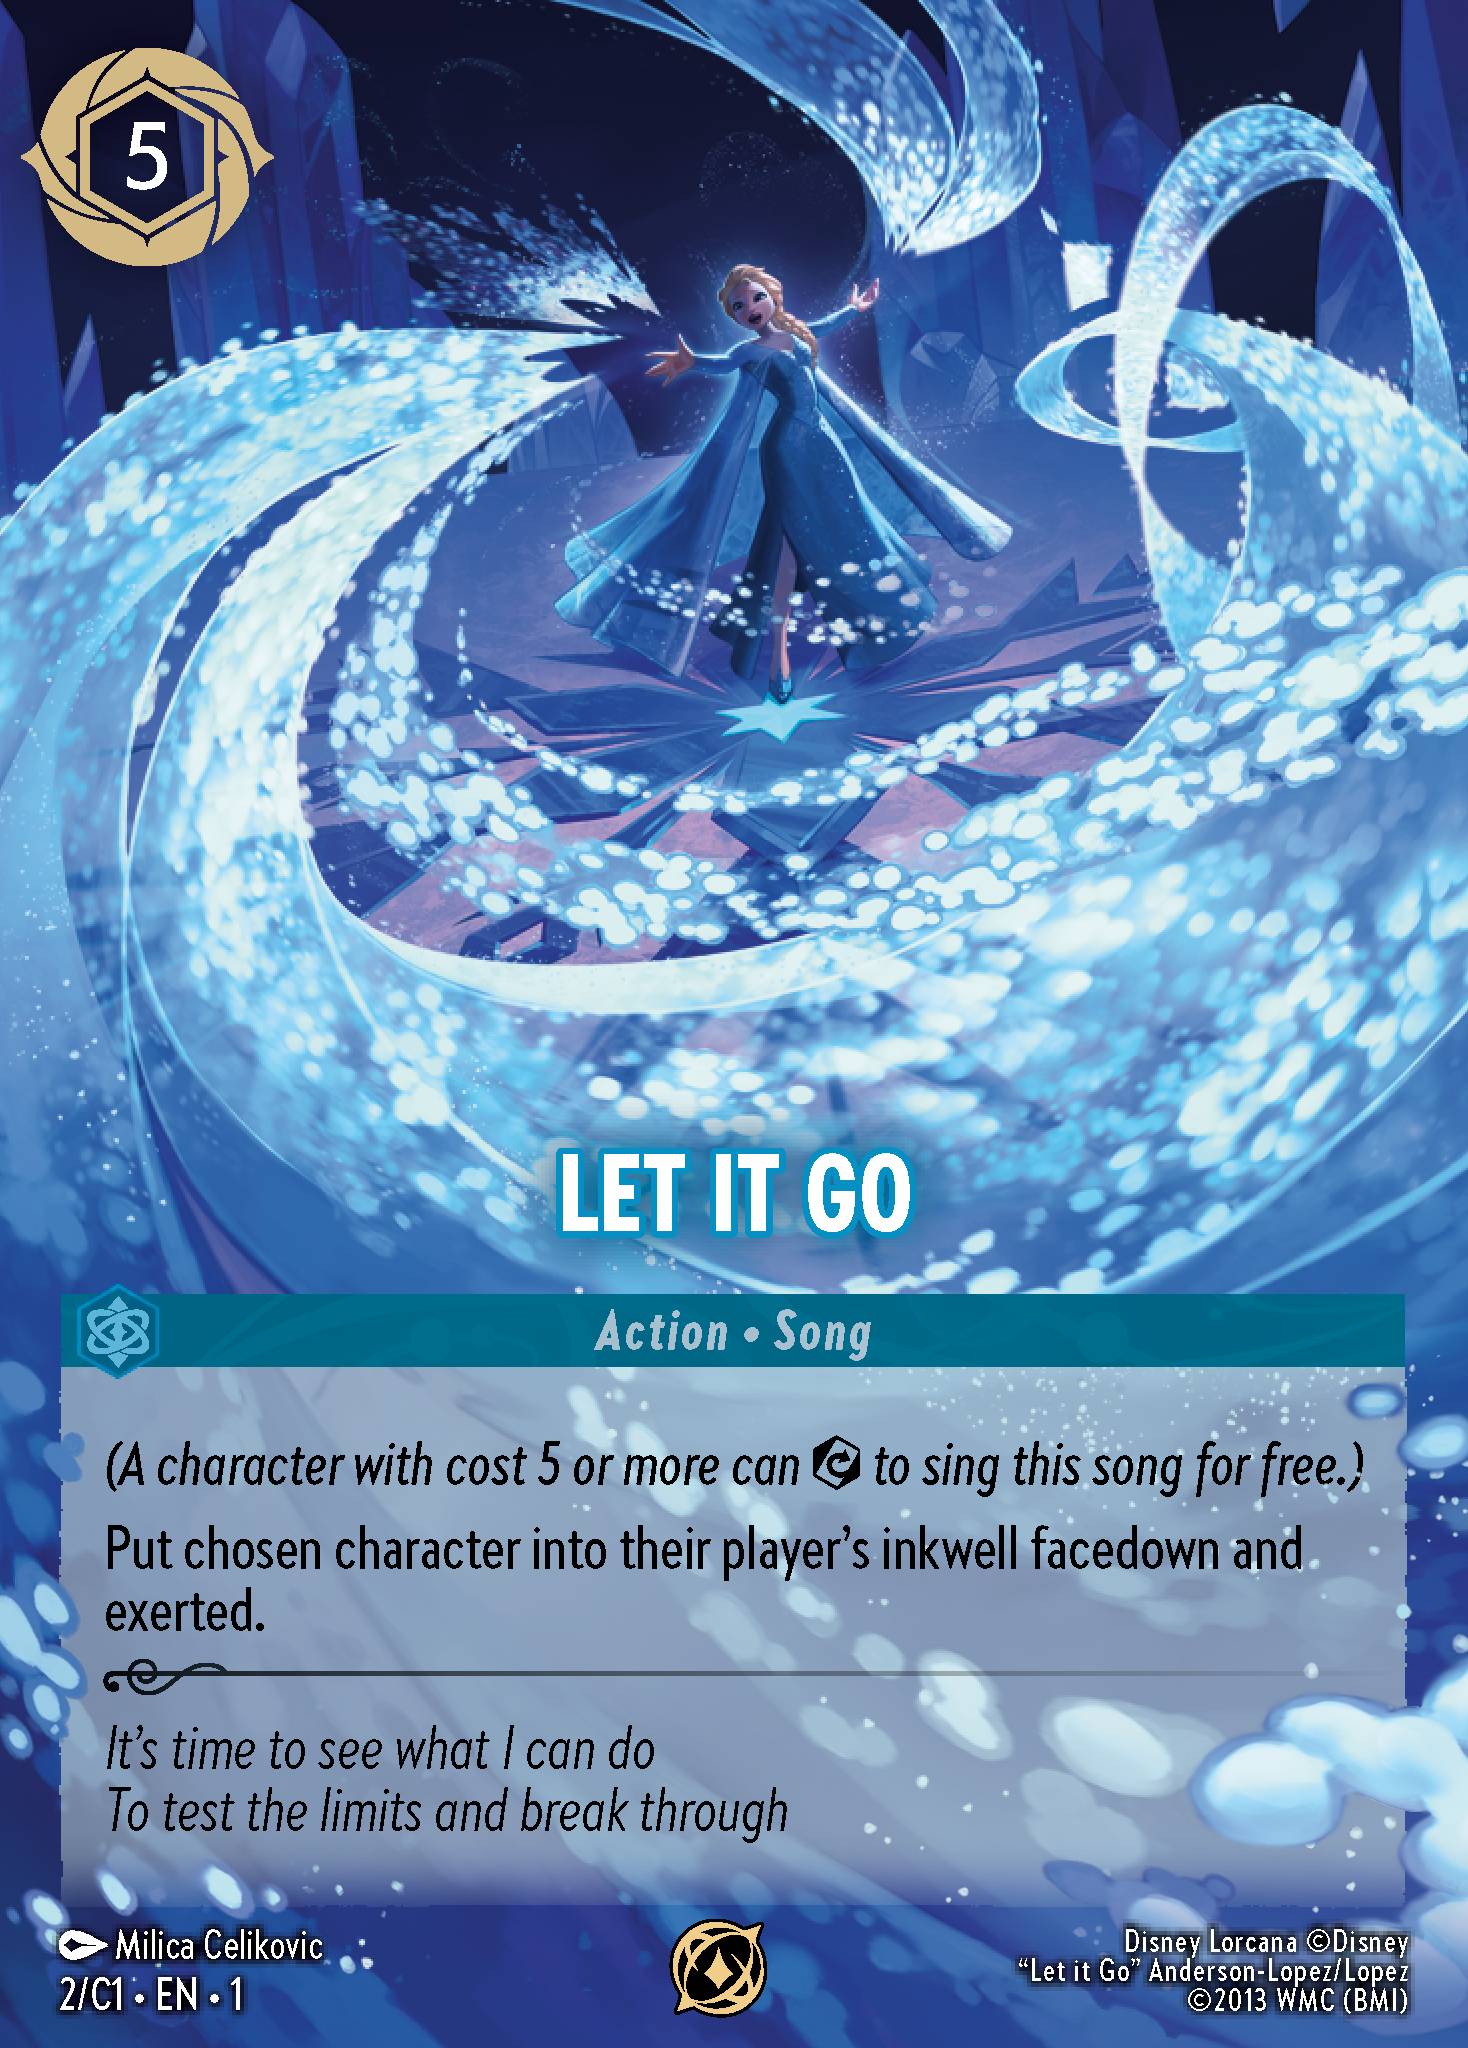 5
LET IT GO
Action • Song
(A character with cost 5 or more can to sing this song for free.)
Put chosen character into their player's inkwell facedown and
exerted.
It's time to see what I can do
To test the limits and break through
Milica Celikovic
2/C1 • EN • 1
Disney Lorcana ©Disney
“Let it Go” Anderson-Lopez/Lopez
©2013 WMC (BMI)